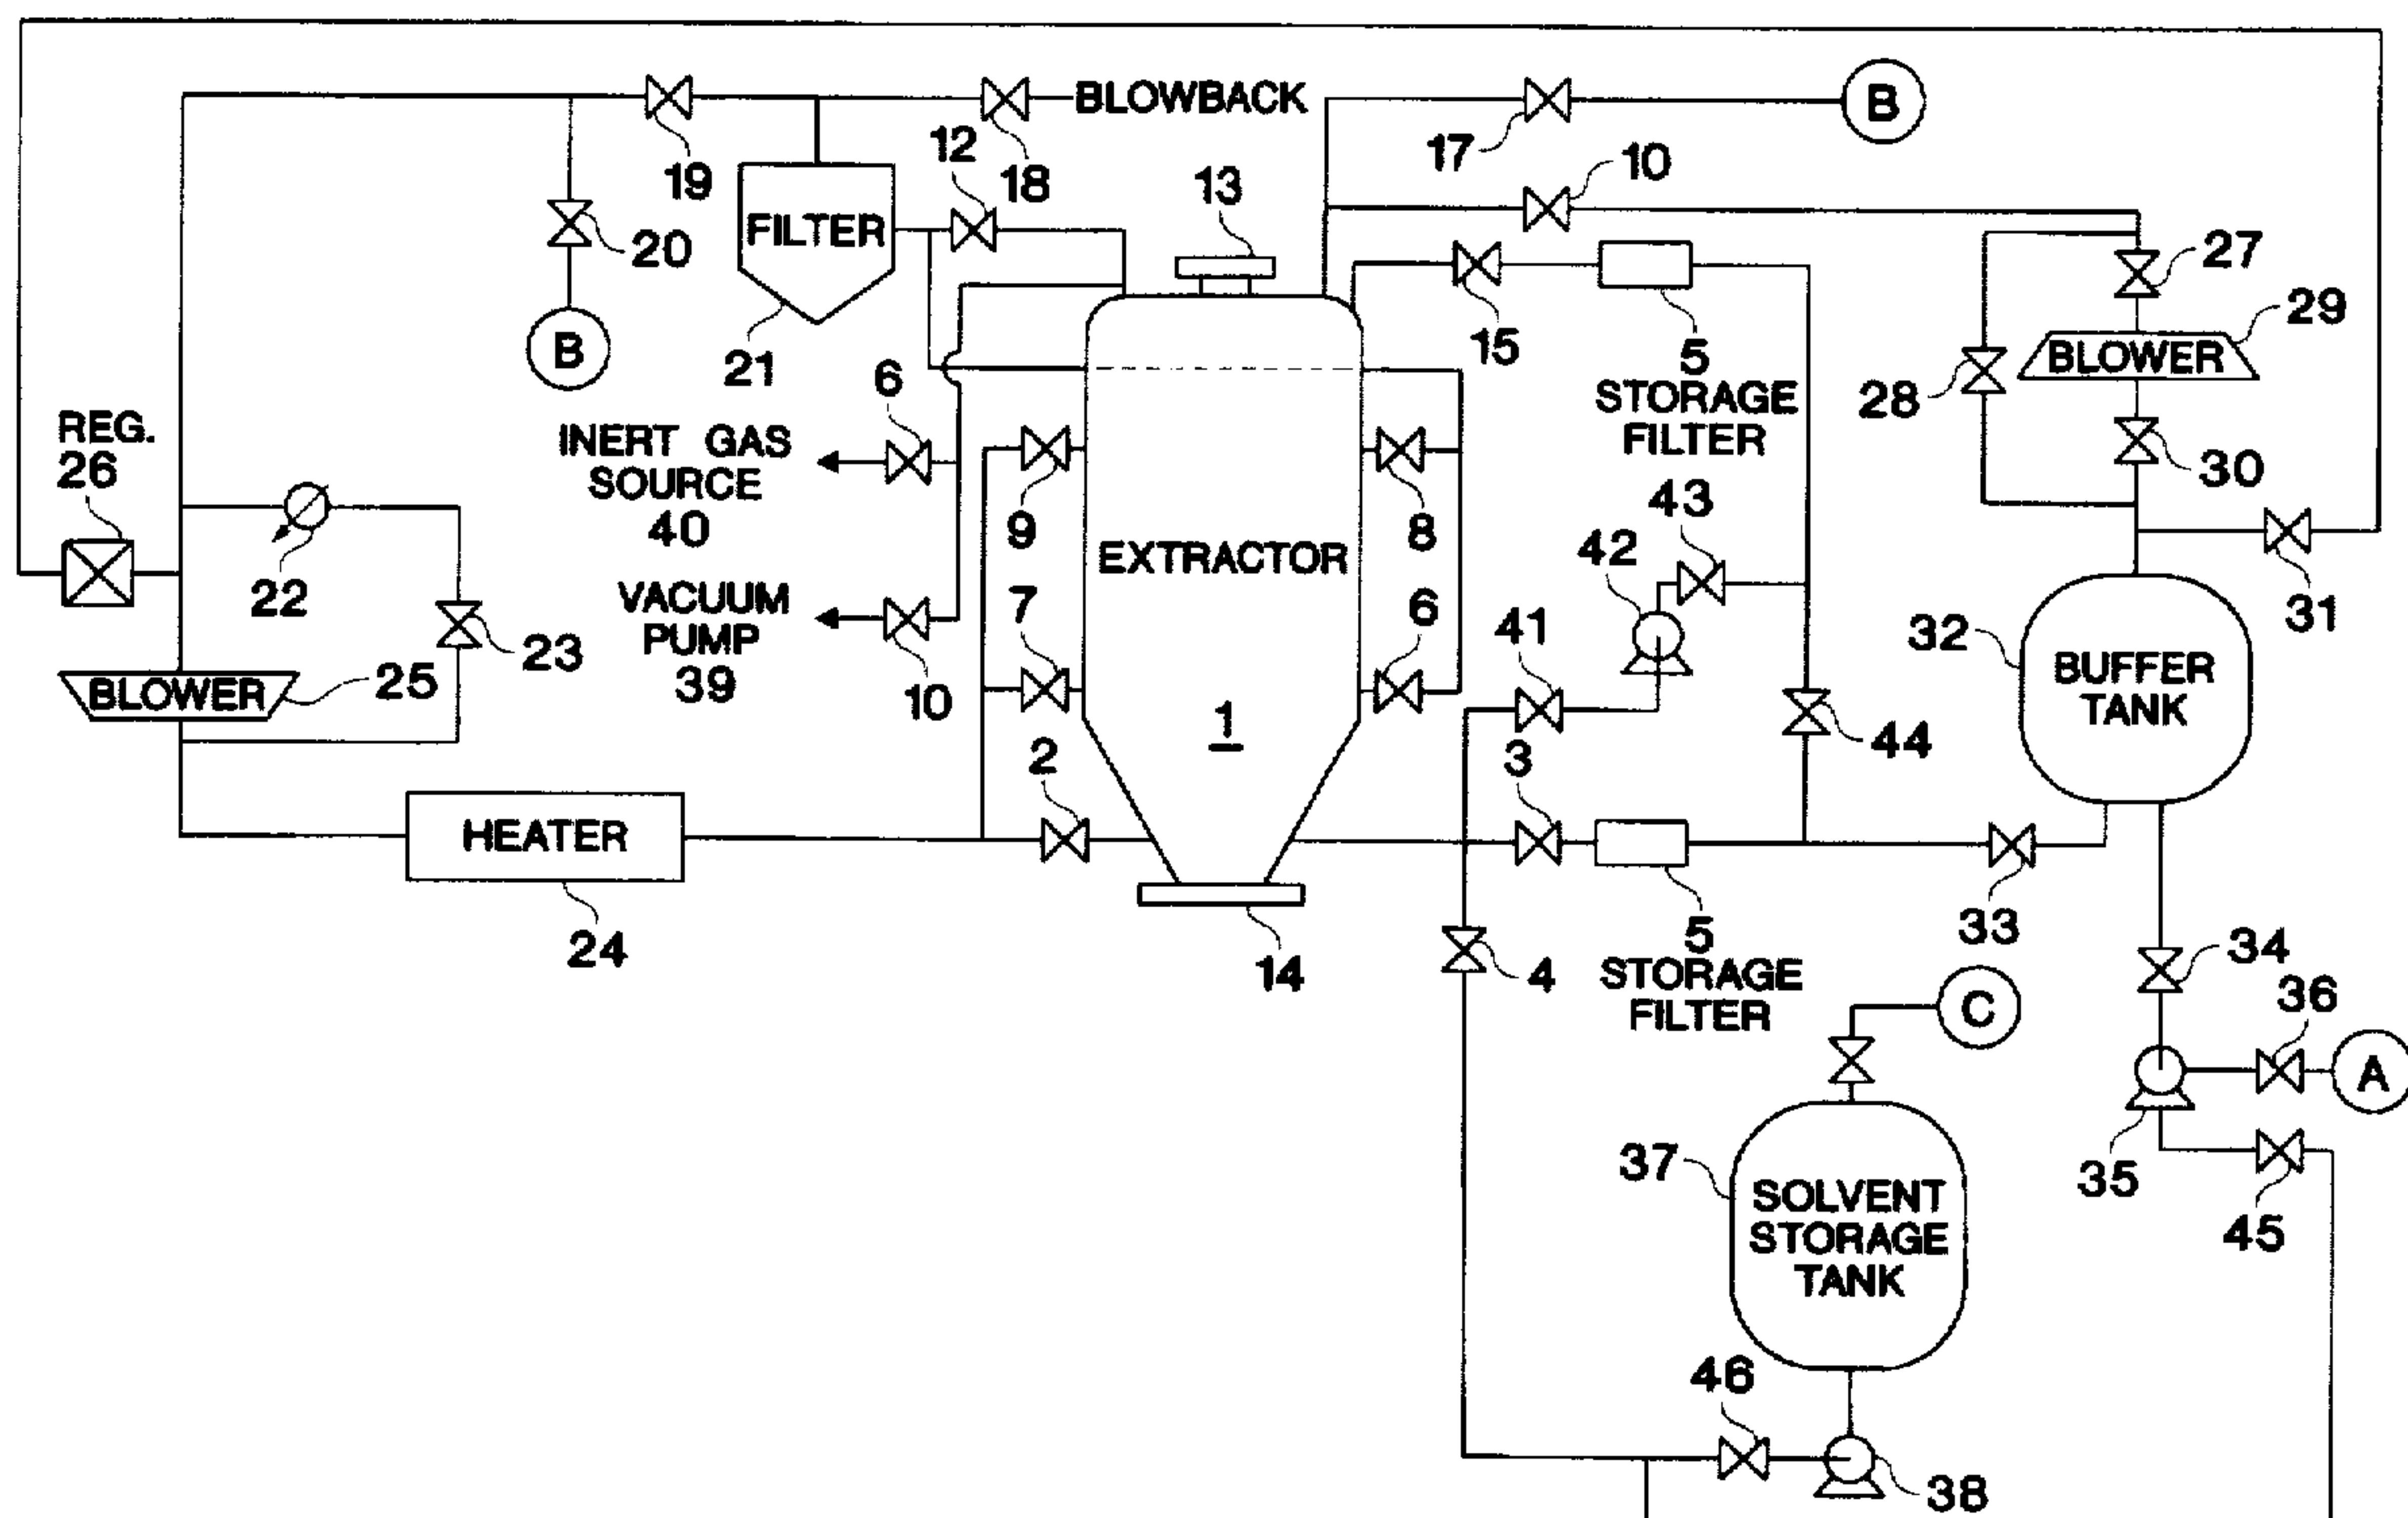 BLOWBACK
B
12
17
10
19
18
13
FILTER
20
27
29
B
21
15
5
STORAGE
FILTER
BLOWER
28
6
REG.
26
INERT GAS
SOURCE
40
9
8
30
43
EXTRACTOR
42
22
VACUUM
PUMP
39
7
6
41
31
23
32
BUFFER
TANK
BLOWER
25
10
1
2
3
44
HEATER
24
14
4
5
STORAGE
FILTER
33
34
C
36
A
37
SOLVENT
STORAGE
TANK
35
45
46
38